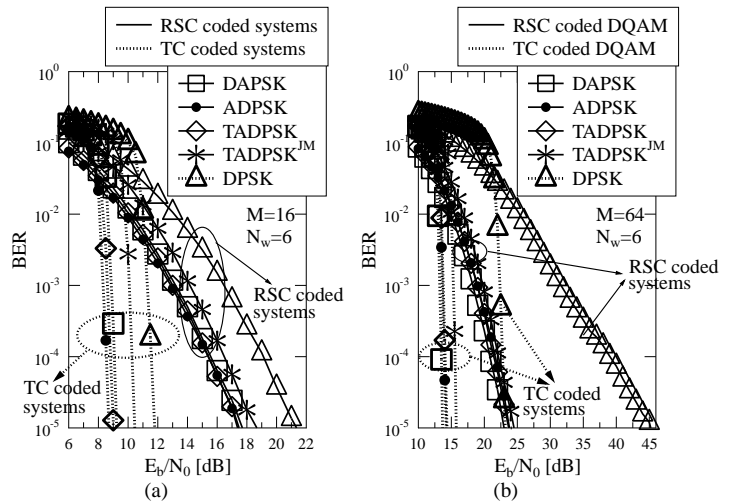 RSC coded systems
TC coded systems
DAPSK
ADPSK
TADPSK
TADPSK^JM
DPSK
M=16
N_w=6
RSC coded
systems
TC coded
systems
BER
10^0
10^-1
10^-2
10^-3
10^-4
10^-5
6 8 10 12 14 16 18 20 22
E_b/N_0 [dB]
(a)
RSC coded DQAM
TC coded DQAM
DAPSK
ADPSK
TADPSK
TADPSK^JM
DPSK
M=64
N_w=6
RSC coded
systems
TC coded
systems
BER
10^0
10^-1
10^-2
10^-3
10^-4
10^-5
10 15 20 25 30 35 40 45
E_b/N_0 [dB]
(b)